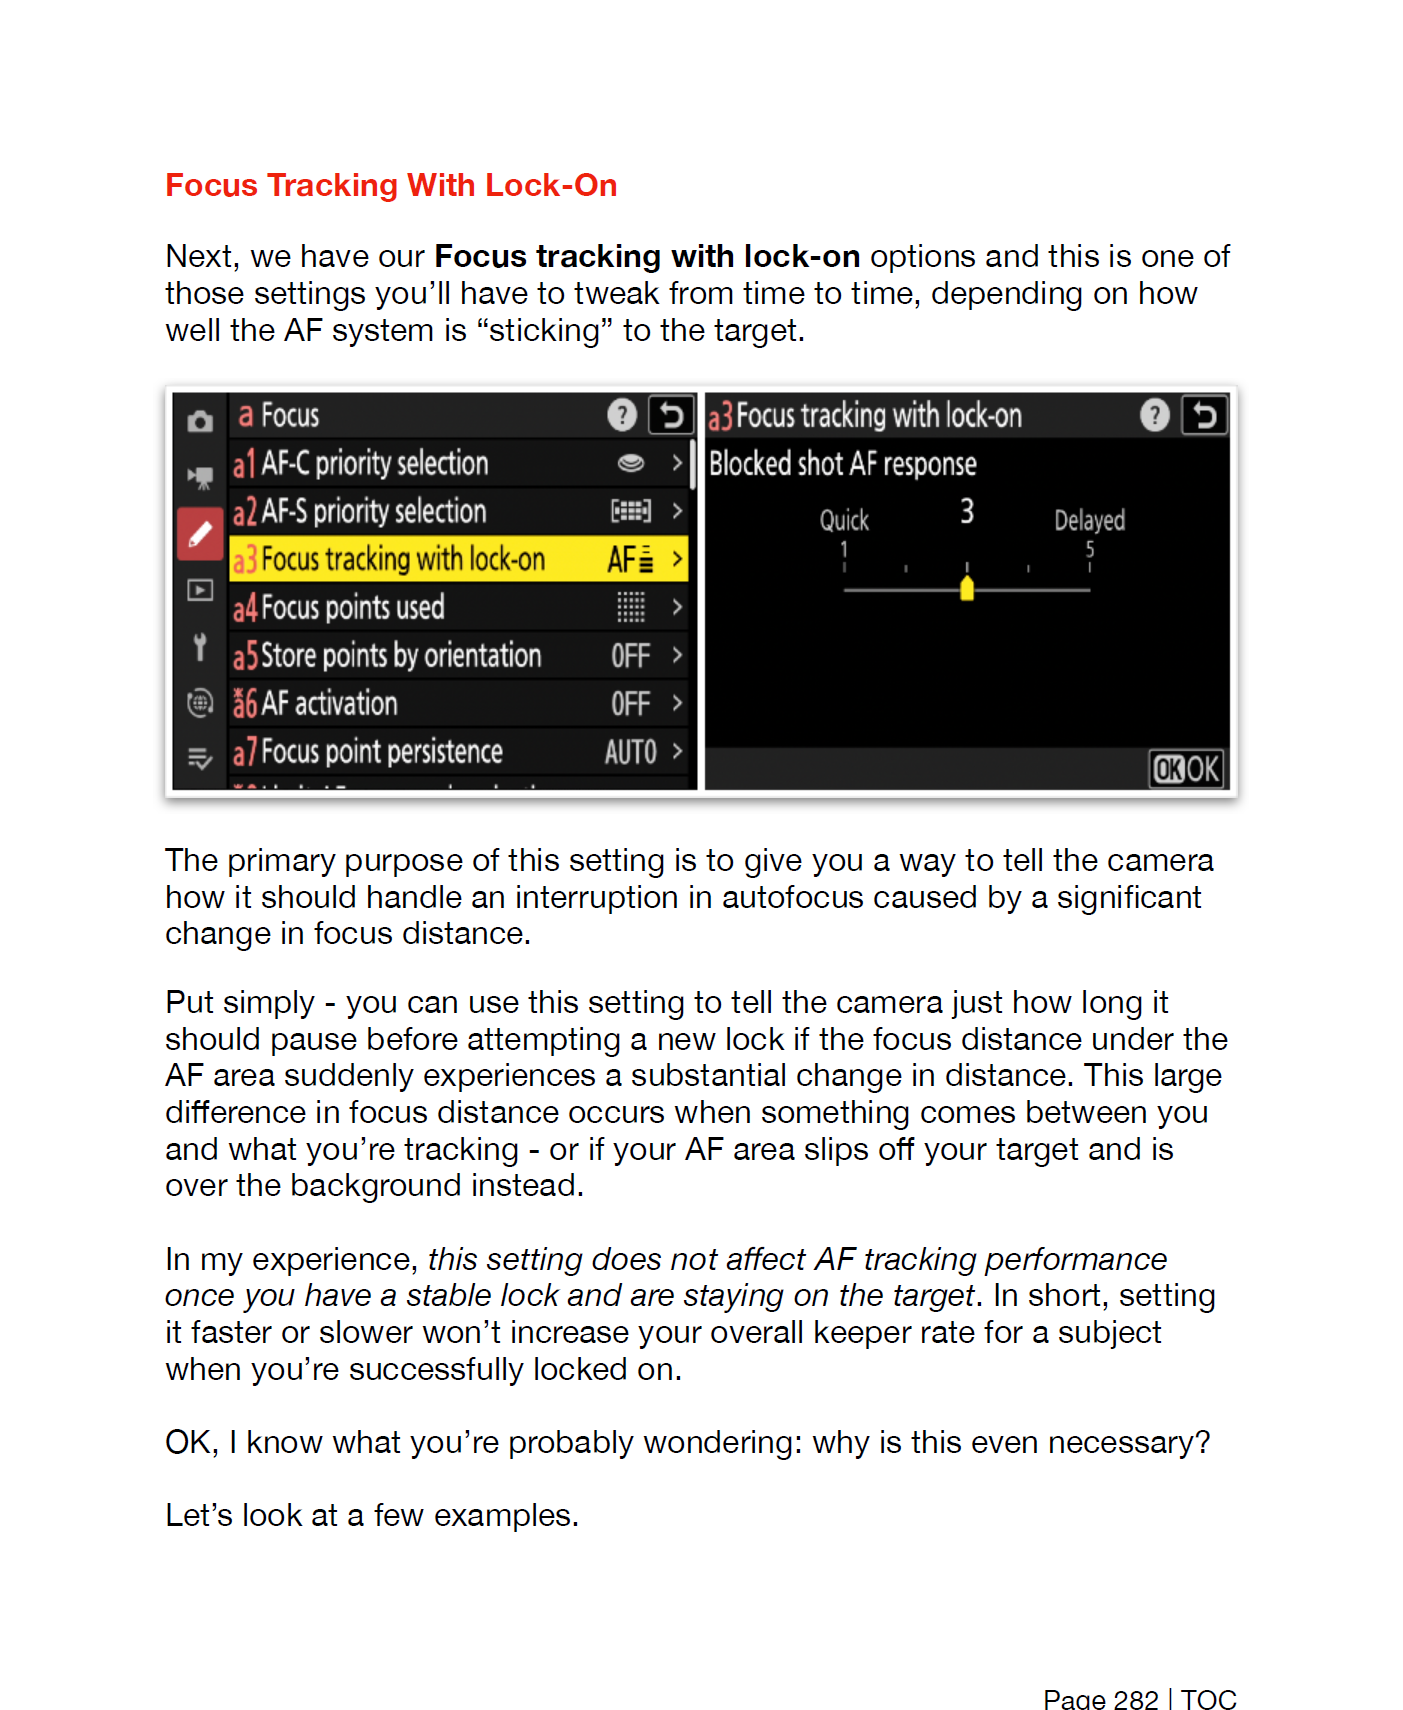 Focus Tracking With Lock-On
Next, we have our Focus tracking with lock-on options and this is one of
those settings you’ll have to tweak from time to time, depending on how
well the AF system is “sticking” to the target.
a Focus ?
a1 AF-C priority selection >
a2 AF-S priority selection >
a3 Focus tracking with lock-on AF >
a4 Focus points used >
a5 Store points by orientation OFF >
*a6 AF activation OFF >
a7 Focus point persistence AUTO >
a3 Focus tracking with lock-on ?
Blocked shot AF response
Quick 3 Delayed
1 5
OK OK
The primary purpose of this setting is to give you a way to tell the camera
how it should handle an interruption in autofocus caused by a significant
change in focus distance.
Put simply - you can use this setting to tell the camera just how long it
should pause before attempting a new lock if the focus distance under the
AF area suddenly experiences a substantial change in distance. This large
difference in focus distance occurs when something comes between you
and what you’re tracking - or if your AF area slips off your target and is
over the background instead.
In my experience, this setting does not affect AF tracking performance
once you have a stable lock and are staying on the target. In short, setting
it faster or slower won’t increase your overall keeper rate for a subject
when you’re successfully locked on.
OK, I know what you’re probably wondering: why is this even necessary?
Let’s look at a few examples.
Page 282 | TOC